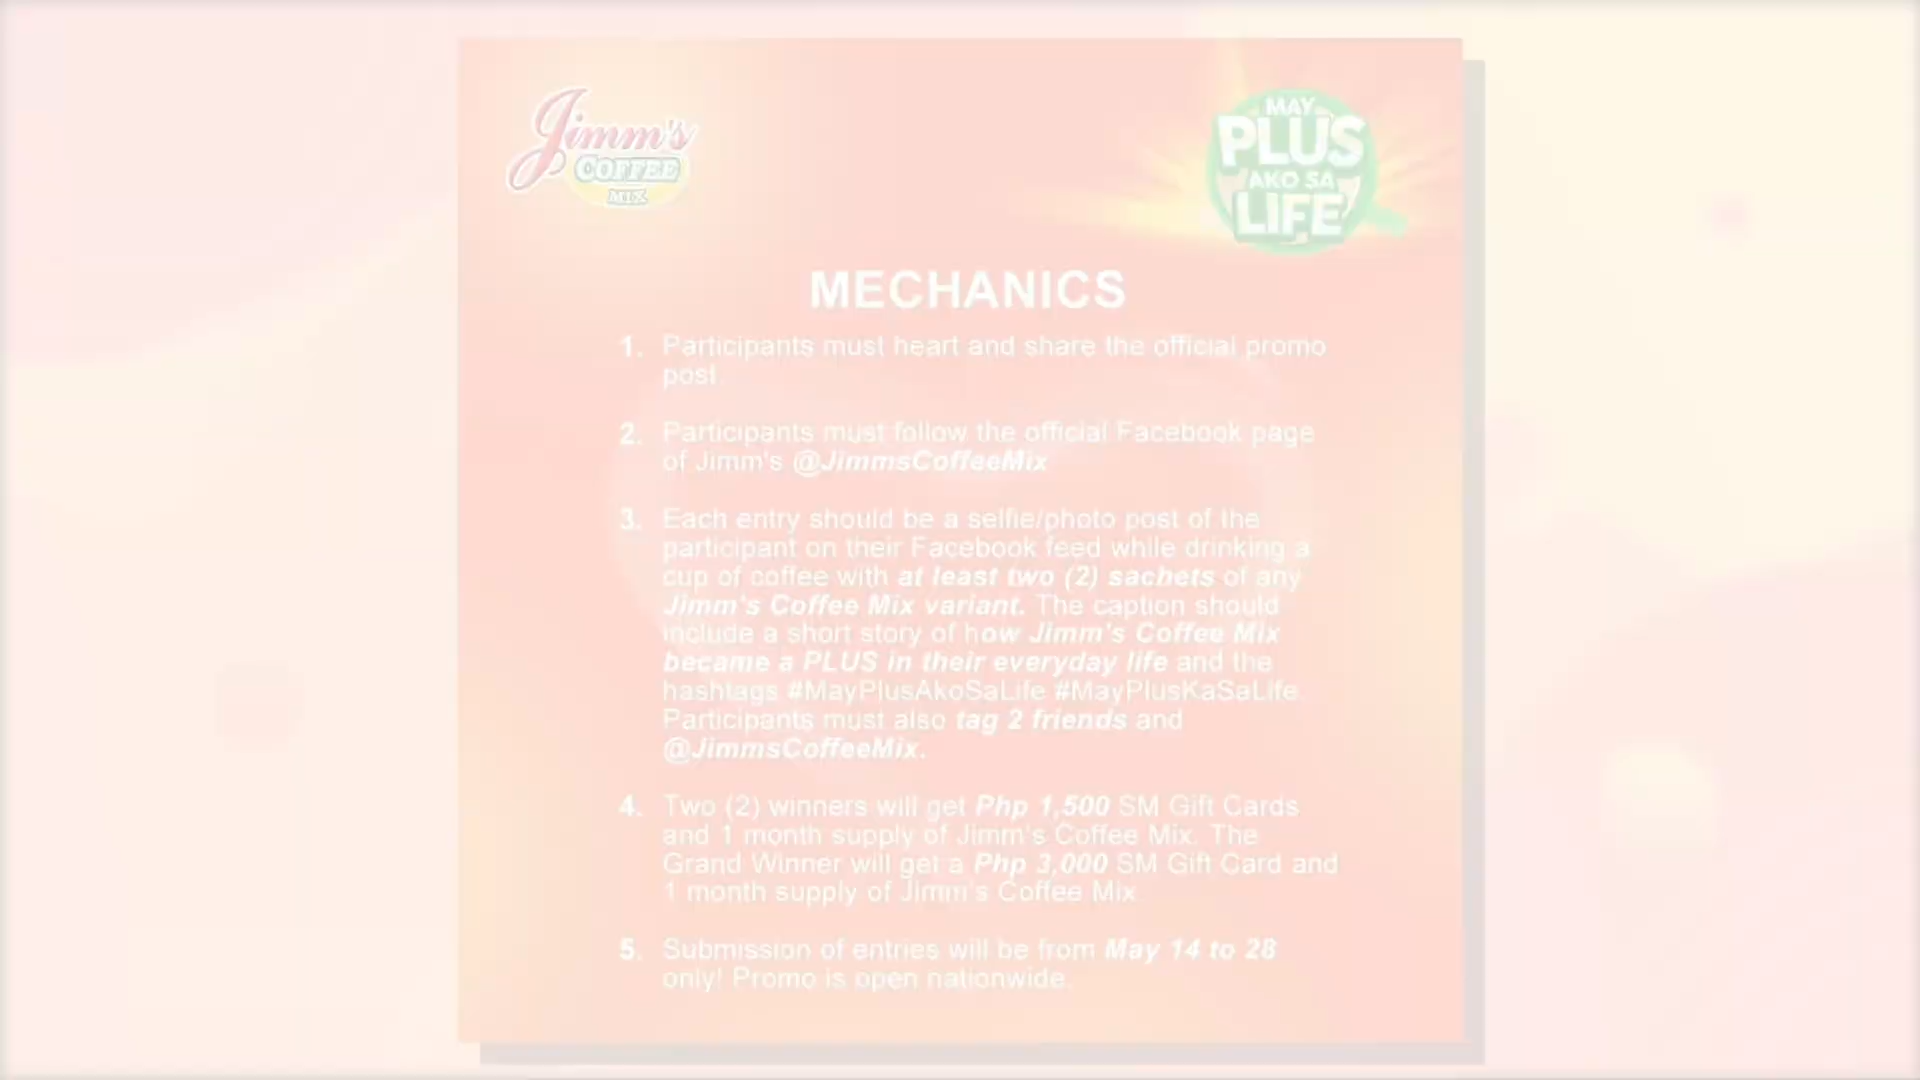 Jimm's
COFFEE
MIX
MAY
PLUS
AKO SA
LIFE
MECHANICS
1. Participants must heart and share the official promo
post
2. Participants must follow the official Facebook page
of Jimm's @JimmsCoffeeMix
3. Each entry should be a selfie/photo post of the
participant on their Facebook feed while drinking a
cup of coffee with at least two (2) sachets of any
Jimm's Coffee Mix variant. The caption should
include a short story of how Jimm's Coffee Mix
became a PLUS in their everyday life and the
hashtags #MayPlusAkoSaLife #MayPlusKaSaLife
Participants must also tag 2 friends and
@JimmsCoffeeMix.
4. Two (2) winners will get Php 1,500 SM Gift Cards
and 1 month supply of Jimm's Coffee Mix. The
Grand Winner will get a Php 3,000 SM Gift Card and
1 month supply of Jimm's Coffee Mix
5. Submission of entries will be from May 14 to 28
only! Promo is open nationwide.